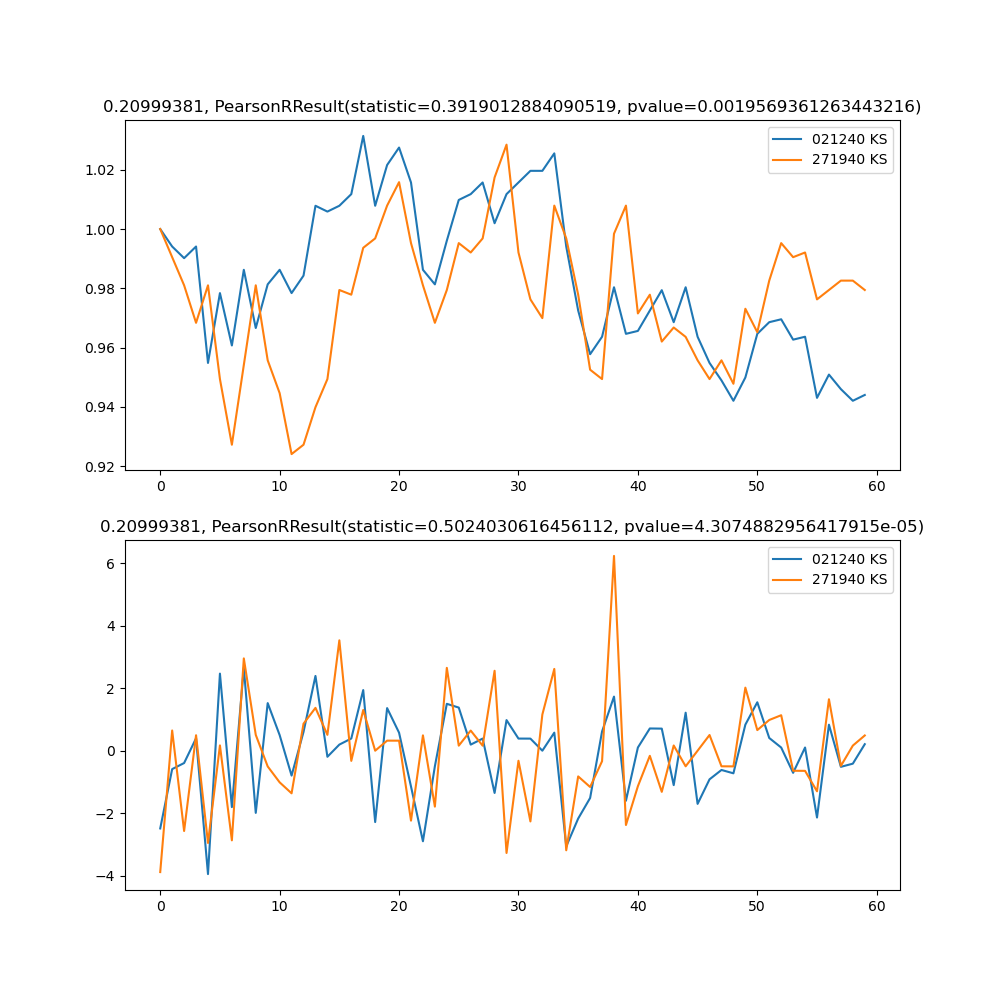 0.20999381, PearsonRResult(statistic=0.3919012884090519, pvalue=0.0019569361263443216)
021240 KS
271940 KS
1.02
1.00
0.98
0.96
0.94
0.92
0 10 20 30 40 50 60
0.20999381, PearsonRResult(statistic=0.5024030616456112, pvalue=4.3074882956417915e-05)
021240 KS
271940 KS
6
4
2
0
−2
−4
0 10 20 30 40 50 60